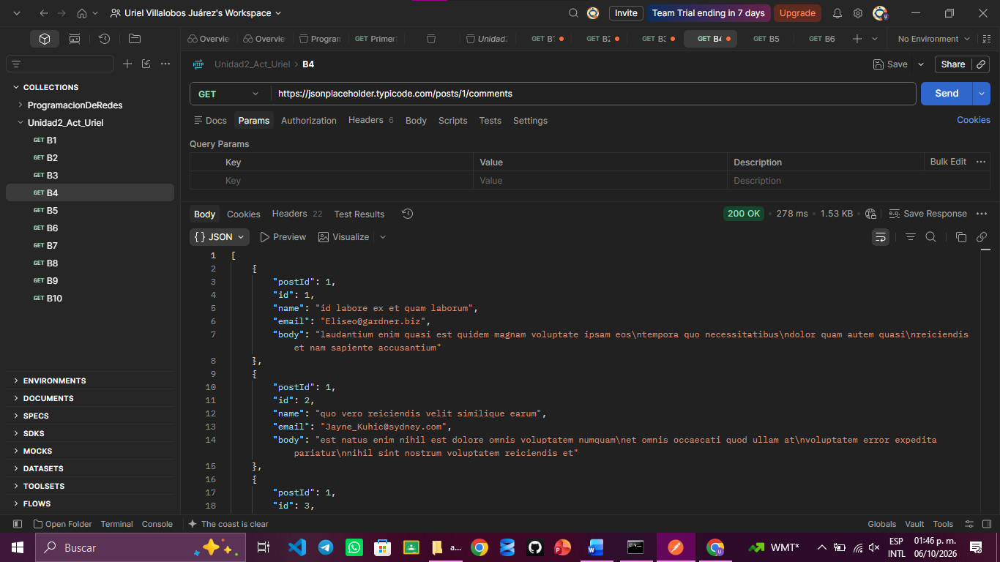 Uriel Villalobos Juárez's Workspace
Invite
Team Trial ending in 7 days
Upgrade
Overvie
Overvie
Program
GET Primer
Unidad2
GET B1
GET B2
GET B3
GET B4
GET B5
GET B6
No Environment
HTTP
Unidad2_Act_Uriel > B4
Save
Share
COLLECTIONS
ProgramacionDeRedes
Unidad2_Act_Uriel
GET B1
GET B2
GET B3
GET B4
GET B5
GET B6
GET B7
GET B8
GET B9
GET B10
ENVIRONMENTS
DOCUMENTS
SPECS
SDKS
MOCKS
DATASETS
TOOLSETS
FLOWS
GET
https://jsonplaceholder.typicode.com/posts/1/comments
Send
Docs
Params
Authorization
Headers 6
Body
Scripts
Tests
Settings
Cookies
Query Params
Key Value Description Bulk Edit
Key Value Description
Body
Cookies
Headers 22
Test Results
200 OK • 278 ms • 1.53 KB
e.g. Save Response
{} JSON
Preview
Visualize
1 [
2 {
3 "postId": 1,
4 "id": 1,
5 "name": "id labore ex et quam laborum",
6 "email": "Eliseo@gardner.biz",
7 "body": "laudantium enim quasi est quidem magnam voluptate ipsam eos\ntempora quo necessitatibus\ndolor quam autem quasi\nreiciendis
et nam sapiente accusantium"
8 },
9 {
10 "postId": 1,
11 "id": 2,
12 "name": "quo vero reiciendis velit similique earum",
13 "email": "Jayne_Kuhic@sydney.com",
14 "body": "est natus enim nihil est dolore omnis voluptatem numquam\net omnis occaecati quod ullam at\nvoluptatem error expedita
pariatur\nnihil sint nostrum voluptatem reiciendis et"
15 },
16 {
17 "postId": 1,
18 "id": 3,
Open Folder
Terminal
Console
The coast is clear
Globals
Vault
Tools
Buscar
a...
WMT*
ESP
INTL
01:46 p. m.
06/10/2026